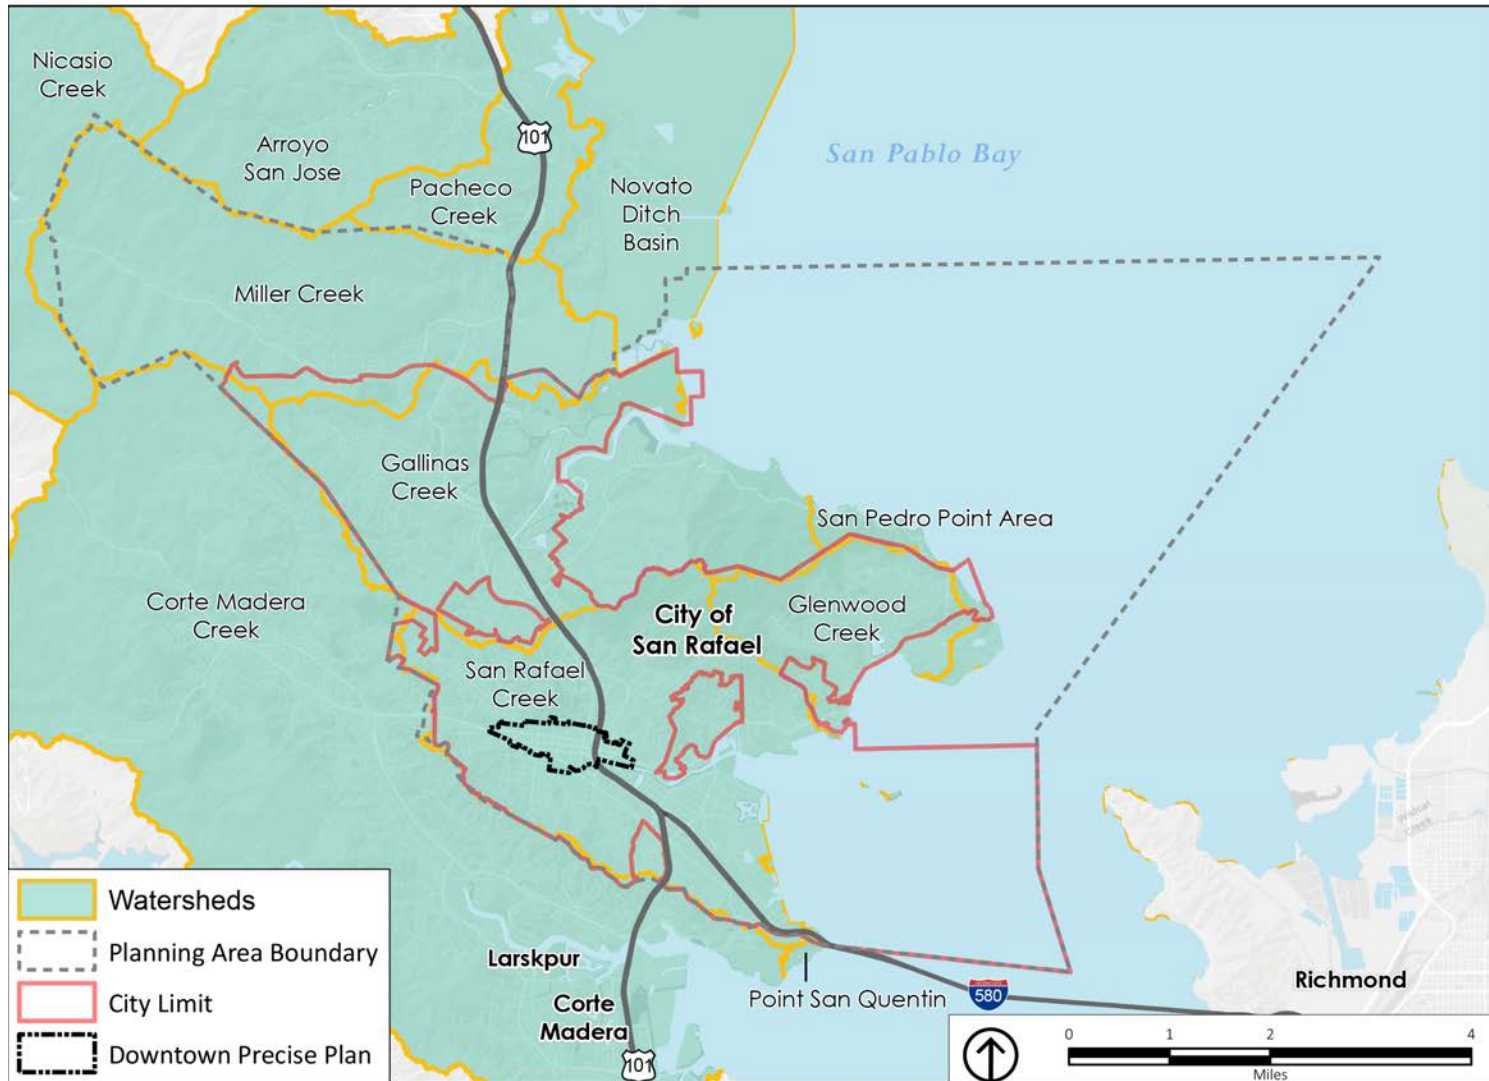 Nicasio
Creek
Arroyo
San Jose
101
Pacheco
Creek
Novato
Ditch
Basin
San Pablo Bay
Miller Creek
Gallinas
Creek
San Pedro Point Area
Corte Madera
Creek
City of
San Rafael
Glenwood
Creek
San Rafael
Creek
Wildcat
Creek
Larskpur
Corte
Madera
101
Point San Quentin
580
Richmond
Watersheds
Planning Area Boundary
City Limit
Downtown Precise Plan
0 1 2 4
Miles